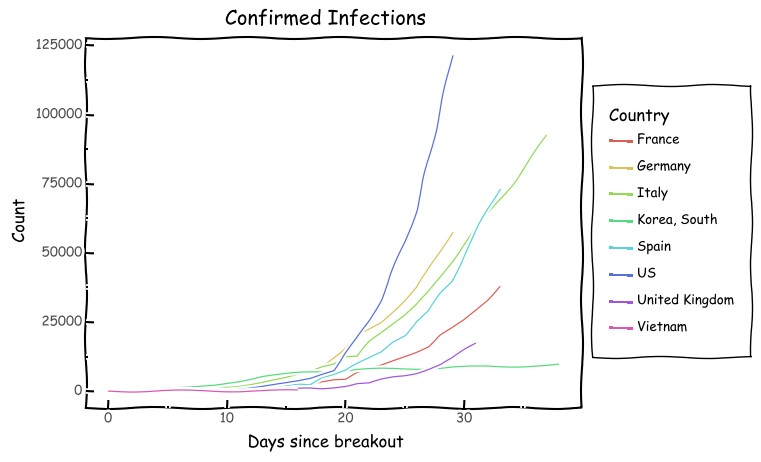 Confirmed Infections
125000
100000
75000
50000
25000
0
Count
0
10
20
30
Days since breakout
Country
France
Germany
Italy
Korea, South
Spain
US
United Kingdom
Vietnam